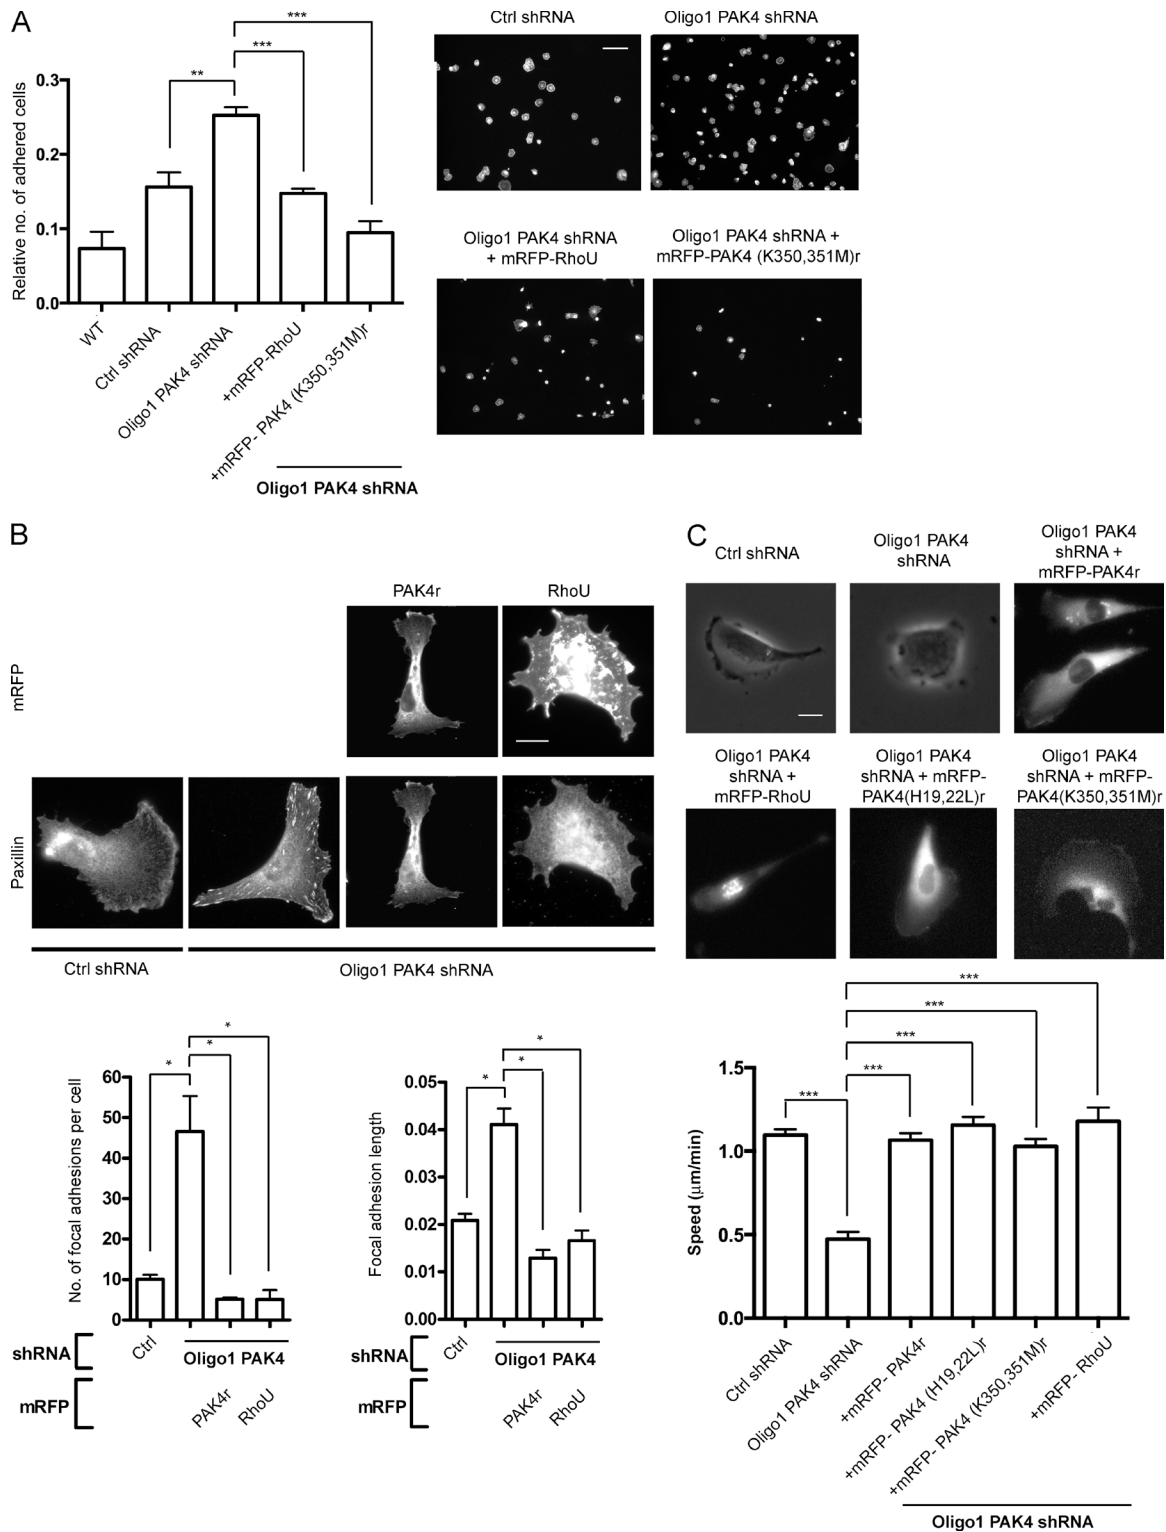 A
Relative no. of adhered cells
0.3
0.2
0.1
0.0
**
***
***
WT
Ctrl shRNA
Oligo1 PAK4 shRNA
+mRFP-RhoU
+mRFP- PAK4 (K350,351M)r
Oligo1 PAK4 shRNA
Ctrl shRNA
Oligo1 PAK4 shRNA
Oligo1 PAK4 shRNA
+ mRFP-RhoU
Oligo1 PAK4 shRNA +
mRFP-PAK4 (K350,351M)r
B
PAK4r
RhoU
mRFP
Paxillin
Ctrl shRNA
Oligo1 PAK4 shRNA
No. of focal adhesions per cell
60
50
40
30
20
10
0
*
*
*
shRNA
Ctrl
Oligo1 PAK4
mRFP
PAK4r
RhoU
Focal adhesion length
0.05
0.04
0.03
0.02
0.01
0.00
*
*
*
shRNA
Ctrl
Oligo1 PAK4
mRFP
PAK4r
RhoU
C
Ctrl shRNA
Oligo1 PAK4
shRNA
Oligo1 PAK4
shRNA +
mRFP-PAK4r
Oligo1 PAK4
shRNA +
mRFP-RhoU
Oligo1 PAK4
shRNA + mRFP-
PAK4(H19,22L)r
Oligo1 PAK4
shRNA + mRFP-
PAK4(K350,351M)r
Speed (µm/min)
1.5
1.0
0.5
0.0
***
***
***
***
***
Ctrl shRNA
Oligo1 PAK4 shRNA
+mRFP- PAK4r
+mRFP- PAK4 (H19,22L)r
+mRFP- PAK4 (K350,351M)r
+mRFP- RhoU
Oligo1 PAK4 shRNA